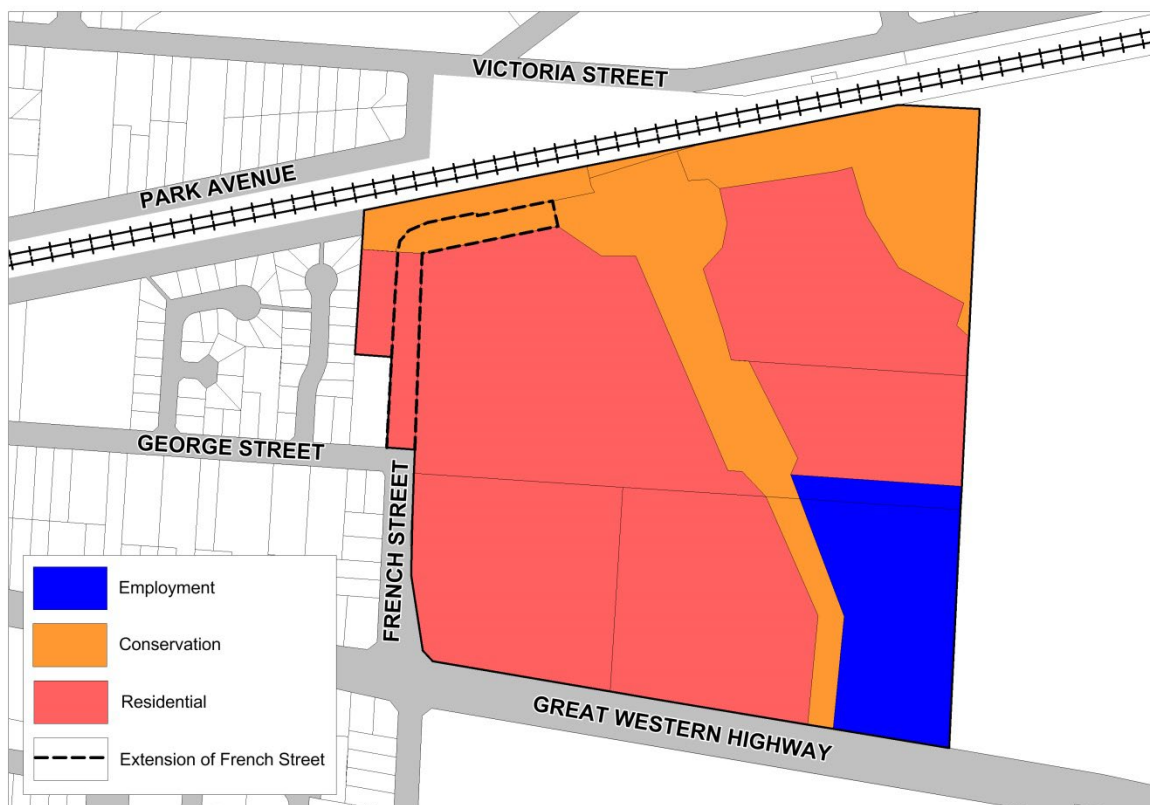 VICTORIA STREET
PARK AVENUE
GEORGE STREET
FRENCH STREET
GREAT WESTERN HIGHWAY
Employment
Conservation
Residential
Extension of French Street